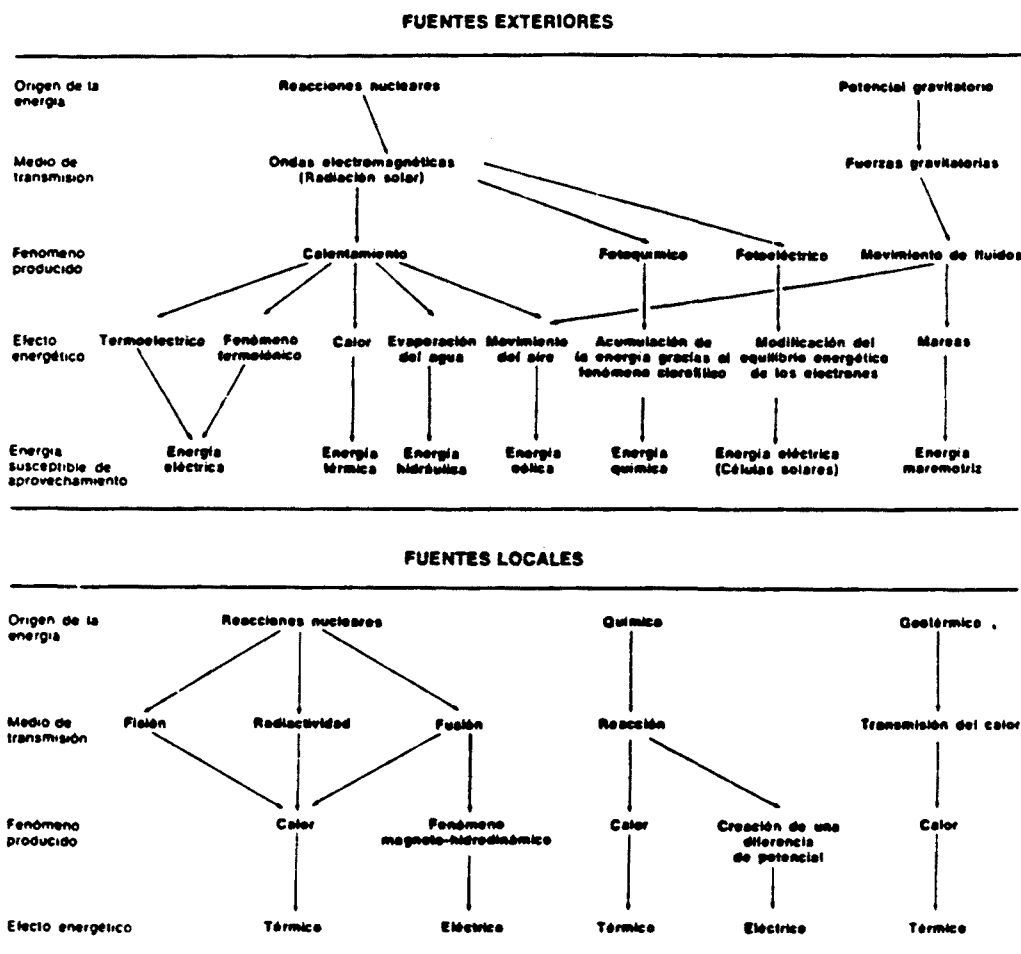 FUENTES EXTERIORES
Origen de la
energía
Reacciones nucleares
Potencial gravitatorio
Medio de
transmisión
Ondas electromagnéticas
(Radiación solar)
Fuerzas gravitatorias
Fenómeno
producido
Calentamiento
Fotoquímico
Fotoeléctrico
Movimiento de fluidos
Efecto
energético
Termoelectrico
Fenómeno
termoiónico
Calor
Evaporación
del agua
Movimiento
del aire
Acumulación de
la energía gracias al
fenómeno clorofílico
Modificación del
equilibrio energético
de los electrones
Mareas
Energía
susceptible de
aprovechamiento
Energía
eléctrica
Energía
térmica
Energía
hidráulica
Energía
eólica
Energía
química
Energía eléctrica
(Células solares)
Energía
maremotriz
FUENTES LOCALES
Origen de la
energía
Reacciones nucleares
Químico
Geotérmico
Medio de
transmisión
Fisión
Radiactividad
Fusión
Reacción
Transmisión del calor
Fenómeno
producido
Calor
Fenómeno
magneto-hidrodinámico
Calor
Creación de una
diferencia
de potencial
Calor
Efecto energético
Térmico
Eléctrico
Térmico
Eléctrico
Térmico